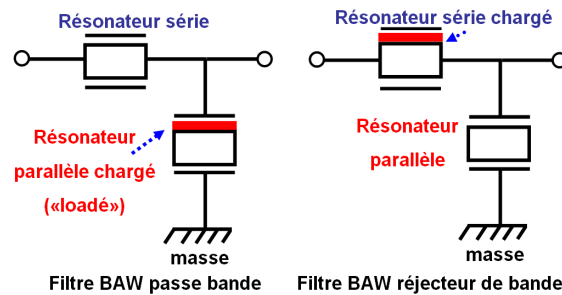 Résonateur série
Résonateur
parallèle chargé
(«loadé»)
masse
Filtre BAW passe bande
Résonateur série chargé
Résonateur
parallèle
masse
Filtre BAW réjecteur de bande